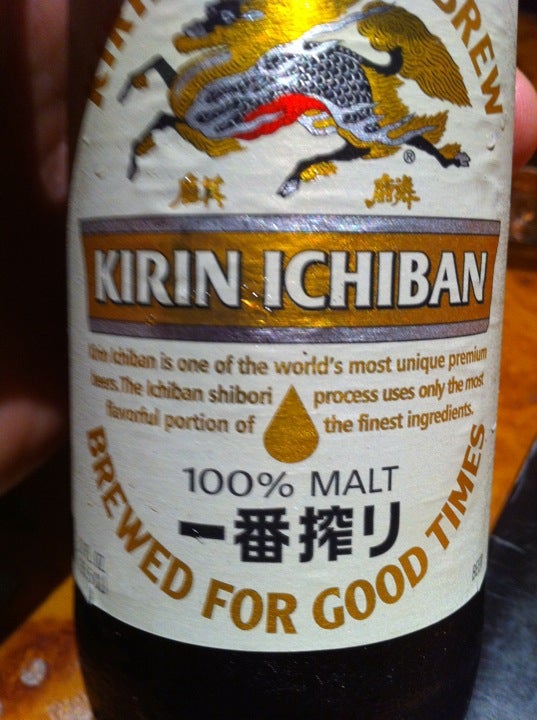 BREW
®
麒麟
KIRIN ICHIBAN
Kirin Ichiban is one of the world's most unique premium
beers. The Ichiban shibori process uses only the most
flavorful portion of the finest ingredients.
100% MALT
一番搾り
BREWED FOR GOOD TIMES